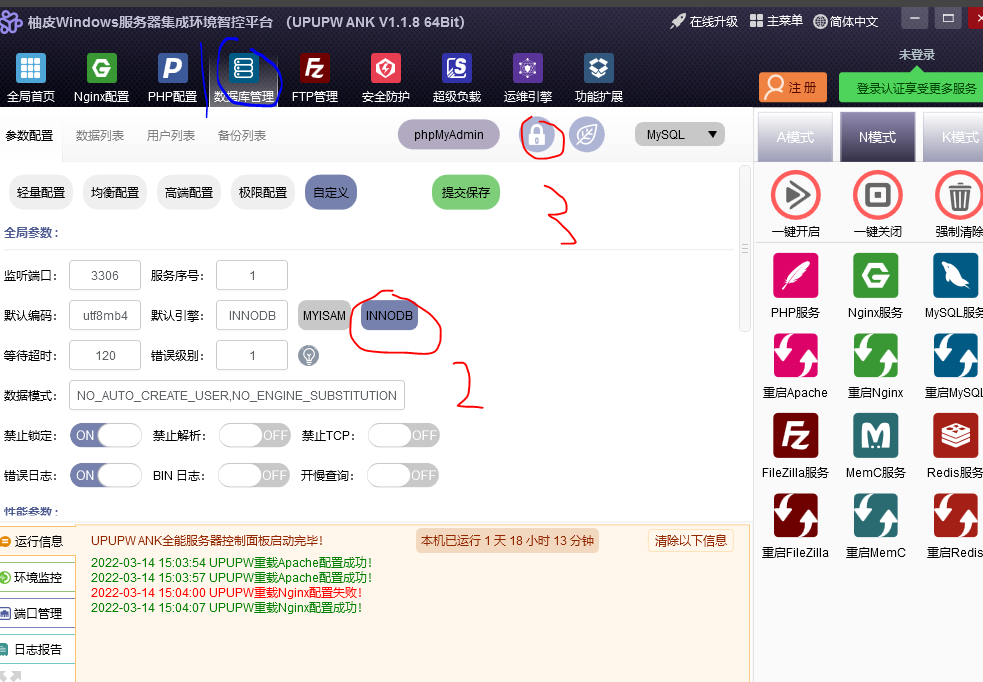 柚皮Windows服务器集成环境智控平台 （UPUPW ANK V1.1.8 64Bit)
在线升级 主菜单 简体中文
未登录
全局首页 Nginx配置 PHP配置 数据库管理 FTP管理 安全防护 超级负载 运维引擎 功能扩展
注 册 登录认证享受更多服务
参数配置 数据列表 用户列表 备份列表 phpMyAdmin MySQL
A模式 N模式 K模式
轻量配置 均衡配置 高端配置 极限配置 自定义 提交保存
3
全局参数:
一键开启 一键关闭 强制清除
监听端口: 3306 服务序号: 1
默认编码: utf8mb4 默认引擎: INNODB MYISAM INNODB
PHP服务 Nginx服务 MySQL服务
等待超时: 120 错误级别: 1
2
数据模式: NO_AUTO_CREATE_USER,NO_ENGINE_SUBSTITUTION
重启Apache 重启Nginx 重启MySQL
禁止锁定: ON 禁止解析: OFF 禁止TCP: OFF
错误日志: ON BIN 日志: OFF 开慢查询: OFF
FileZilla服务 MemC服务 Redis服务
性能参数:
运行信息
UPUPW ANK全能服务器控制面板启动完毕! 本机已运行 1 天 18 小时 13 分钟 清除以下信息
重启FileZilla 重启MemC 重启Redis
2022-03-14 15:03:54 UPUPW重载Apache配置成功!
2022-03-14 15:03:57 UPUPW重载Apache配置成功!
2022-03-14 15:04:00 UPUPW重载Nginx配置失败!
2022-03-14 15:04:07 UPUPW重载Nginx配置成功!
环境监控
端口管理
日志报告